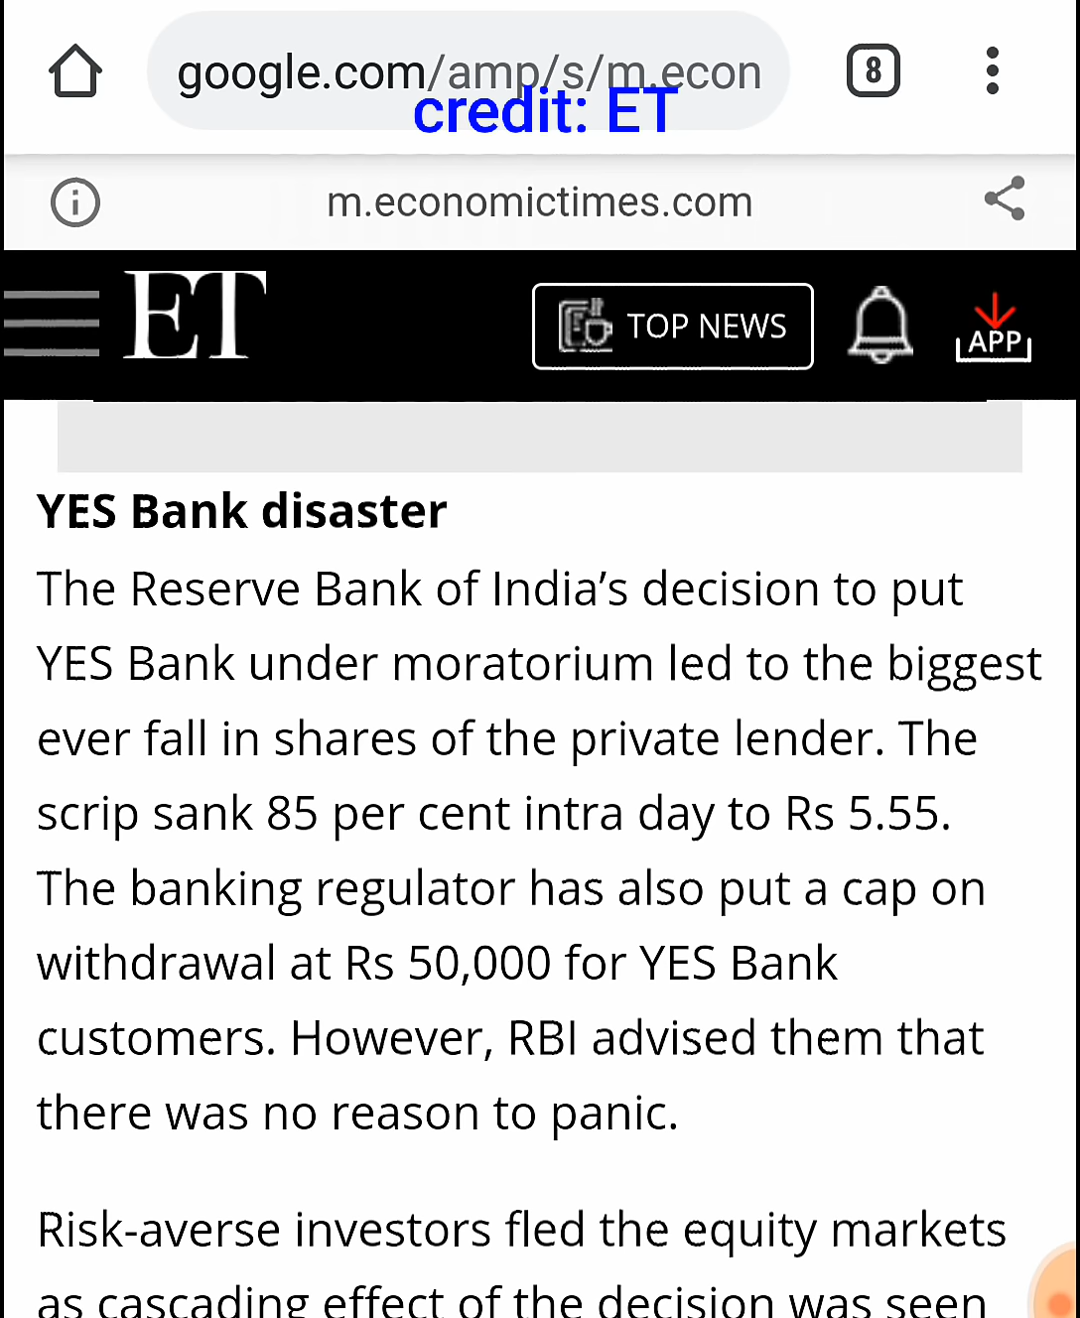 google.com/amp/s/m.econ
8
credit: ET
m.economictimes.com
ET
TOP NEWS
APP
YES Bank disaster
The Reserve Bank of India’s decision to put
YES Bank under moratorium led to the biggest
ever fall in shares of the private lender. The
scrip sank 85 per cent intra day to Rs 5.55.
The banking regulator has also put a cap on
withdrawal at Rs 50,000 for YES Bank
customers. However, RBI advised them that
there was no reason to panic.
Risk-averse investors fled the equity markets
as cascading effect of the decision was seen